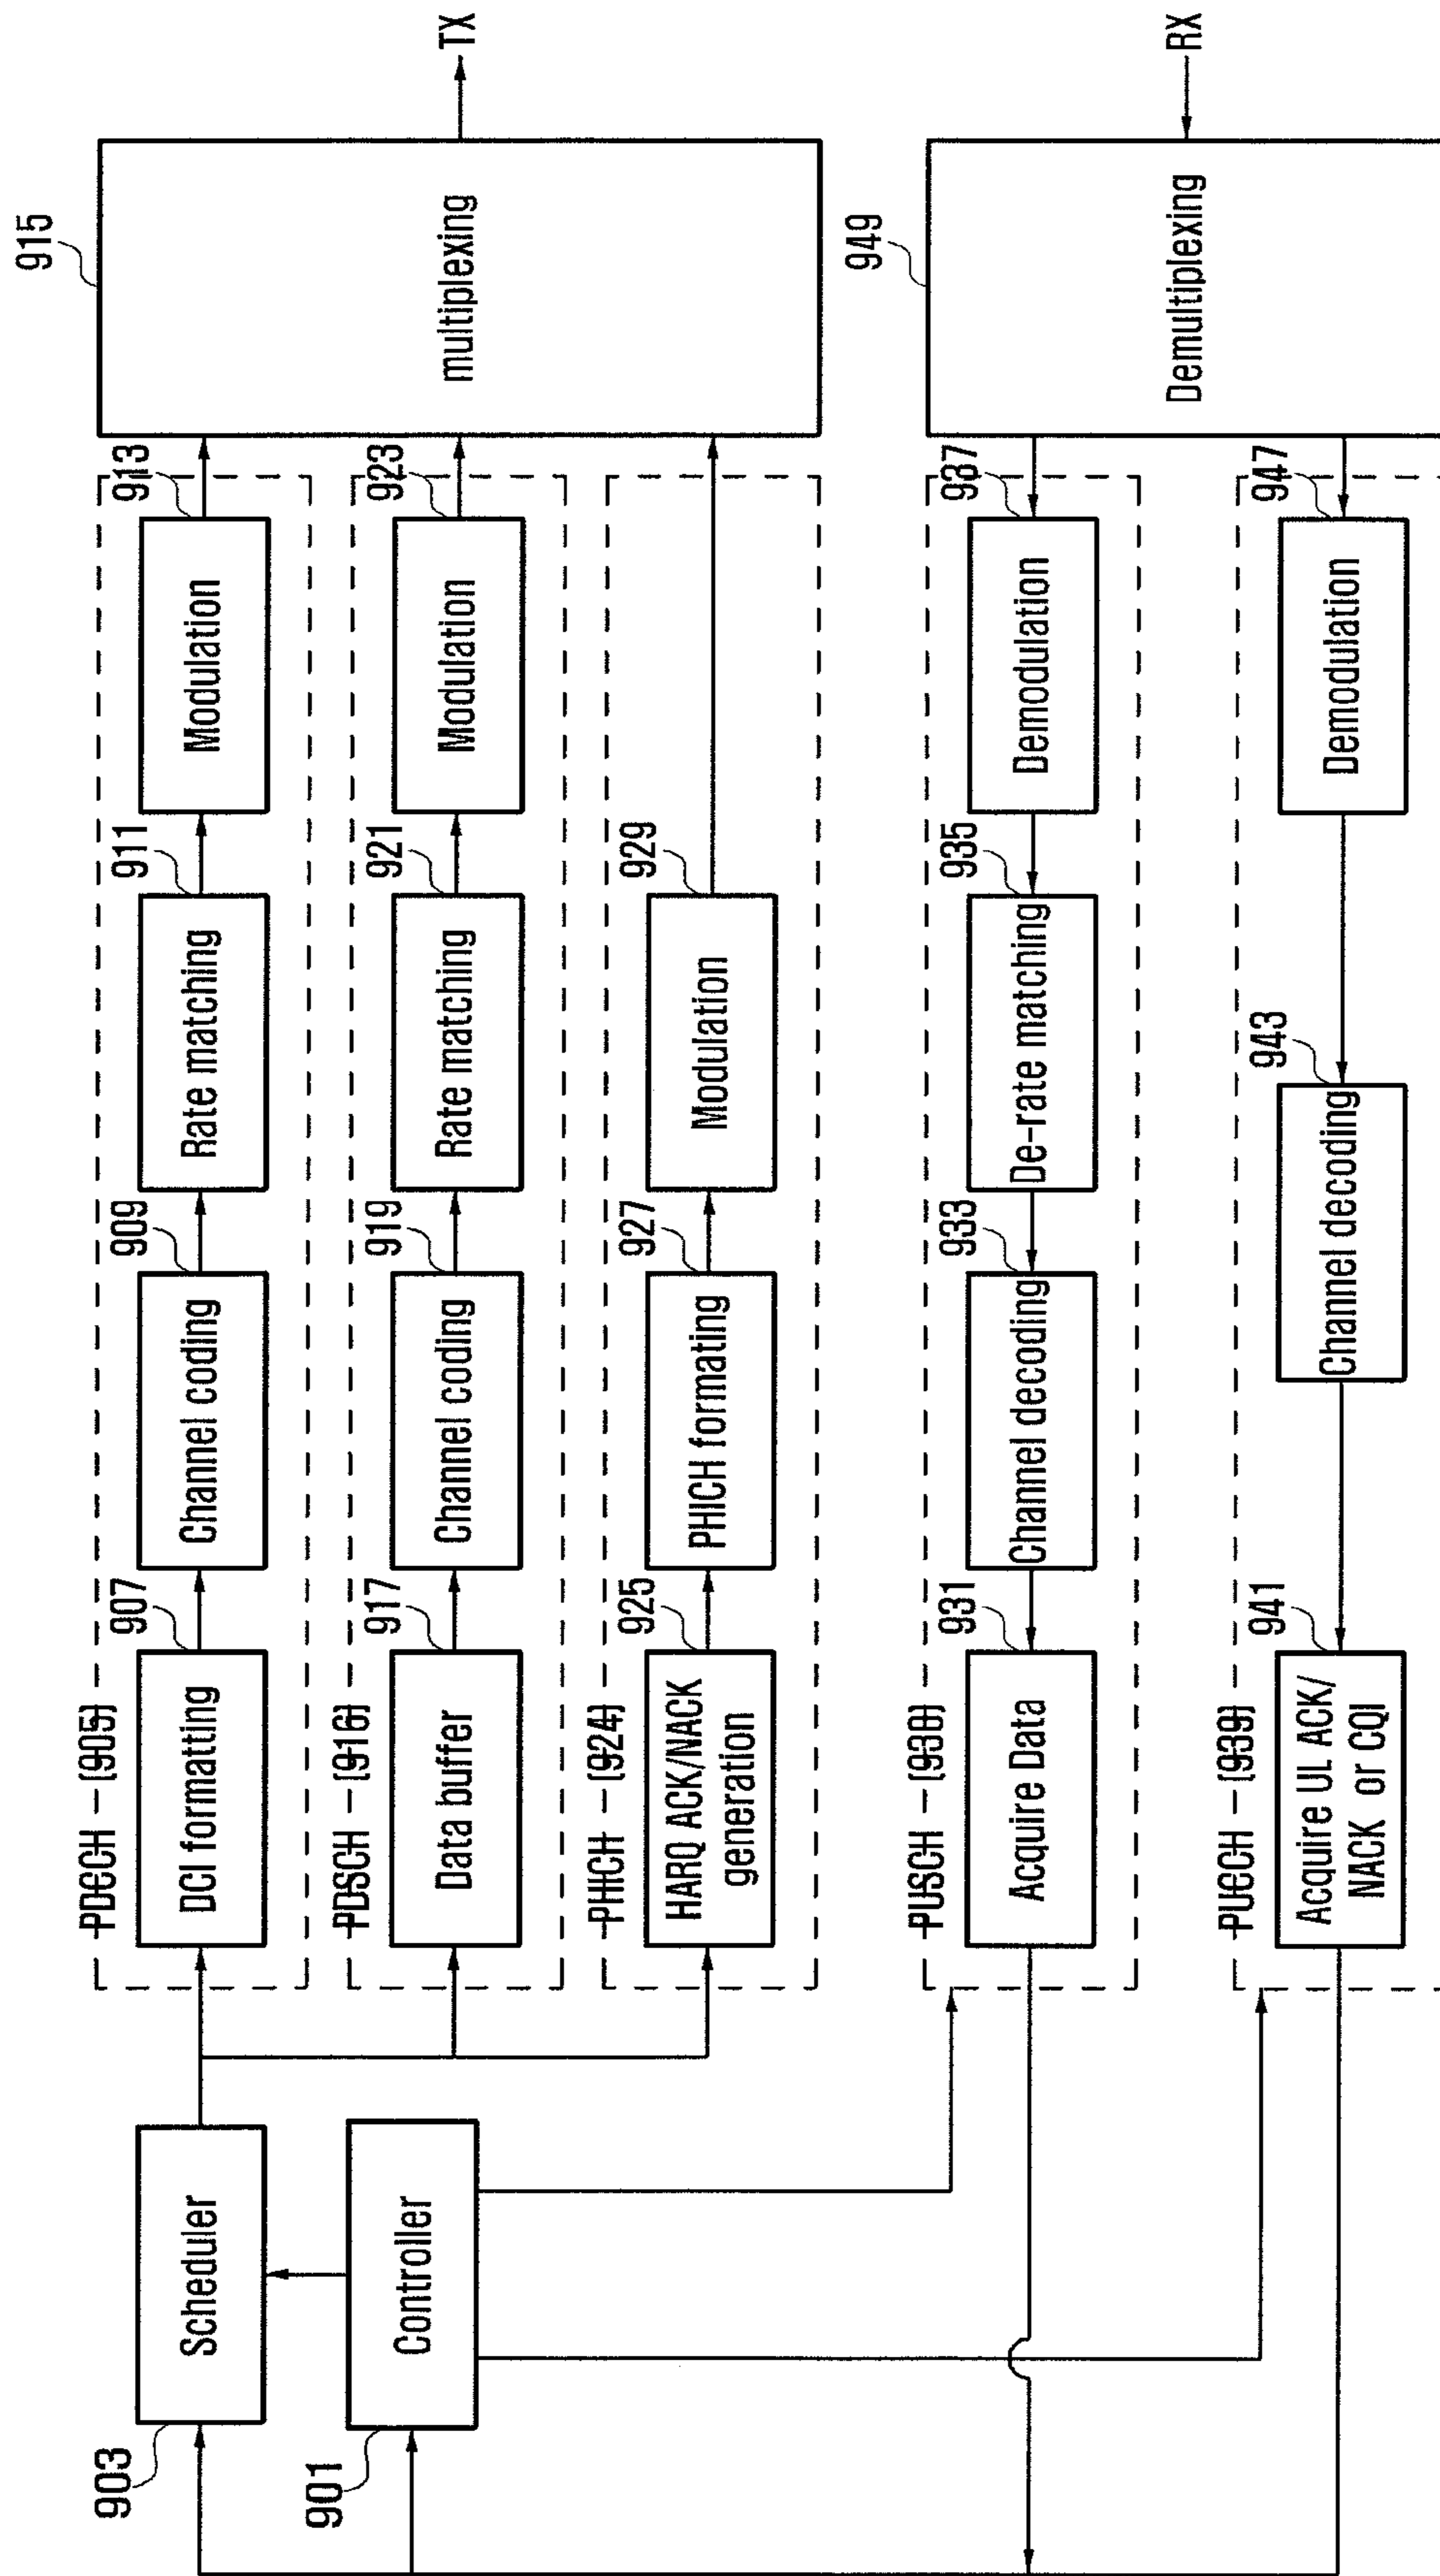 903
Scheduler
901
Controller
PDCCH
(905)
907
DCI formatting
909
Channel coding
911
Rate matching
913
Modulation
915
multiplexing
TX
PDSCH
(916)
917
Data buffer
919
Channel coding
921
Rate matching
923
Modulation
PHICH
(924)
925
HARQ ACK/NACK
generation
927
PHICH formating
929
Modulation
PUSCH
(930)
931
Acquire Data
933
Channel decoding
935
De-rate matching
937
Demodulation
949
Demultiplexing
RX
PUCCH
(939)
941
Acquire UL ACK/
NACK or CQI
943
Channel decoding
947
Demodulation